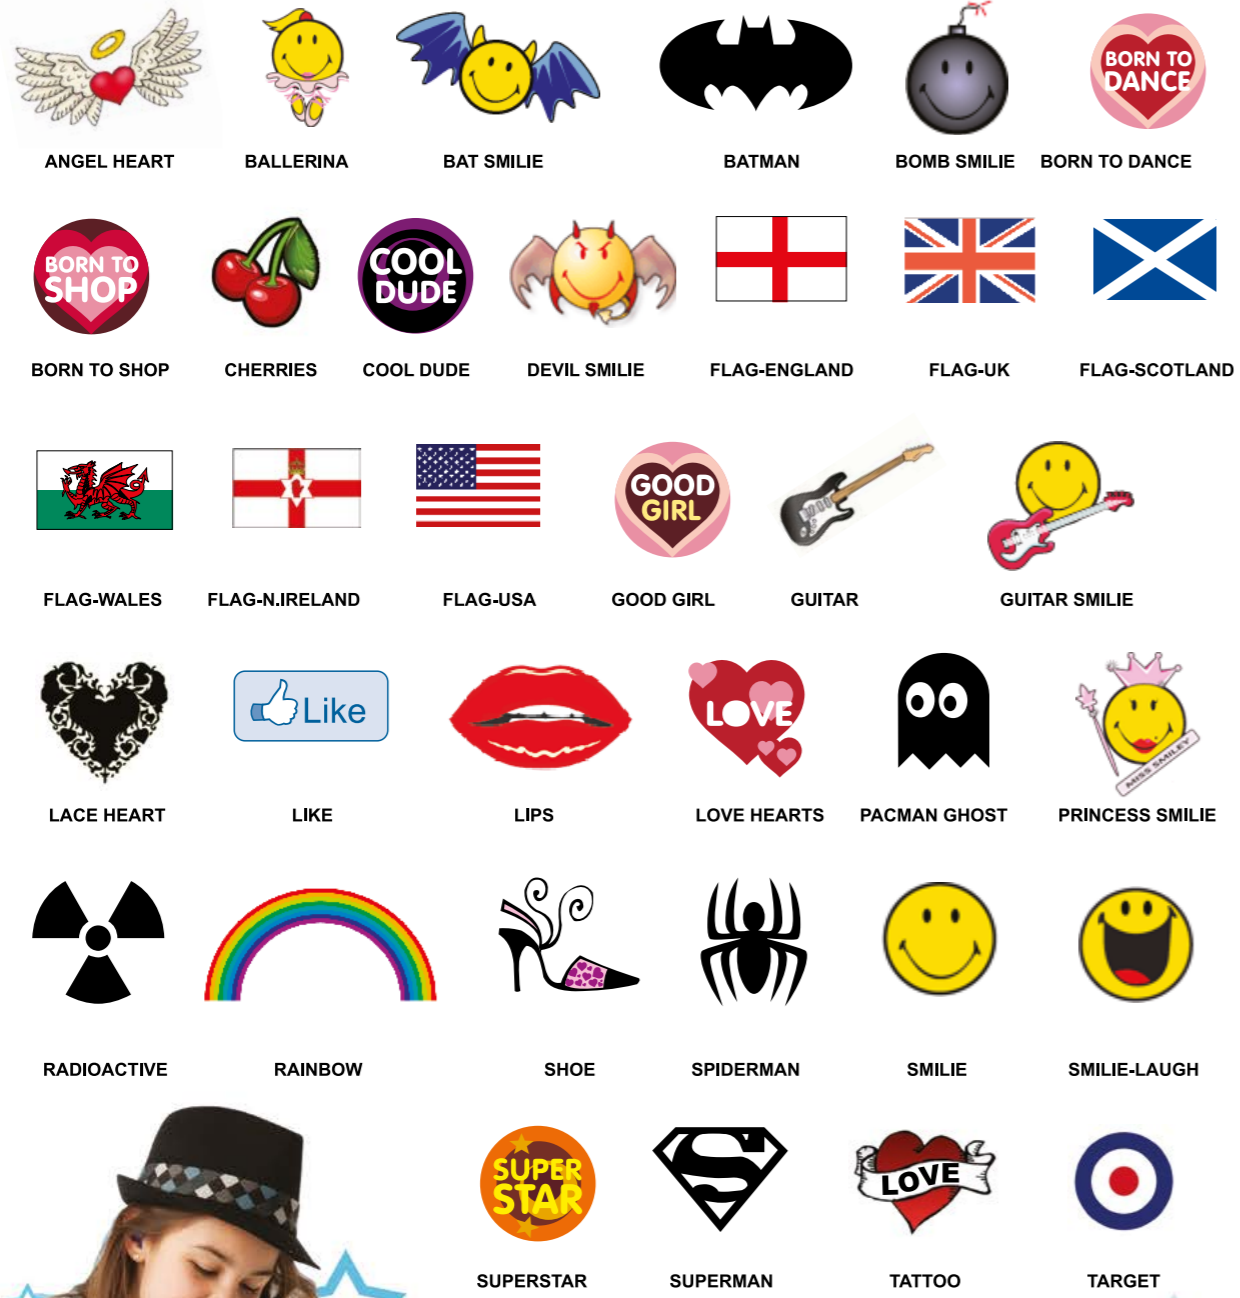 BORN TO
DANCE
ANGEL HEART
BALLERINA
BAT SMILIE
BATMAN
BOMB SMILIE
BORN TO DANCE
BORN TO
SHOP
COOL
DUDE
BORN TO SHOP
CHERRIES
COOL DUDE
DEVIL SMILIE
FLAG-ENGLAND
FLAG-UK
FLAG-SCOTLAND
GOOD
GIRL
FLAG-WALES
FLAG-N.IRELAND
FLAG-USA
GOOD GIRL
GUITAR
GUITAR SMILIE
Like
LOVE
MISS SMILEY
LACE HEART
LIKE
LIPS
LOVE HEARTS
PACMAN GHOST
PRINCESS SMILIE
RADIOACTIVE
RAINBOW
SHOE
SPIDERMAN
SMILIE
SMILIE-LAUGH
SUPER
STAR
LOVE
SUPERSTAR
SUPERMAN
TATTOO
TARGET